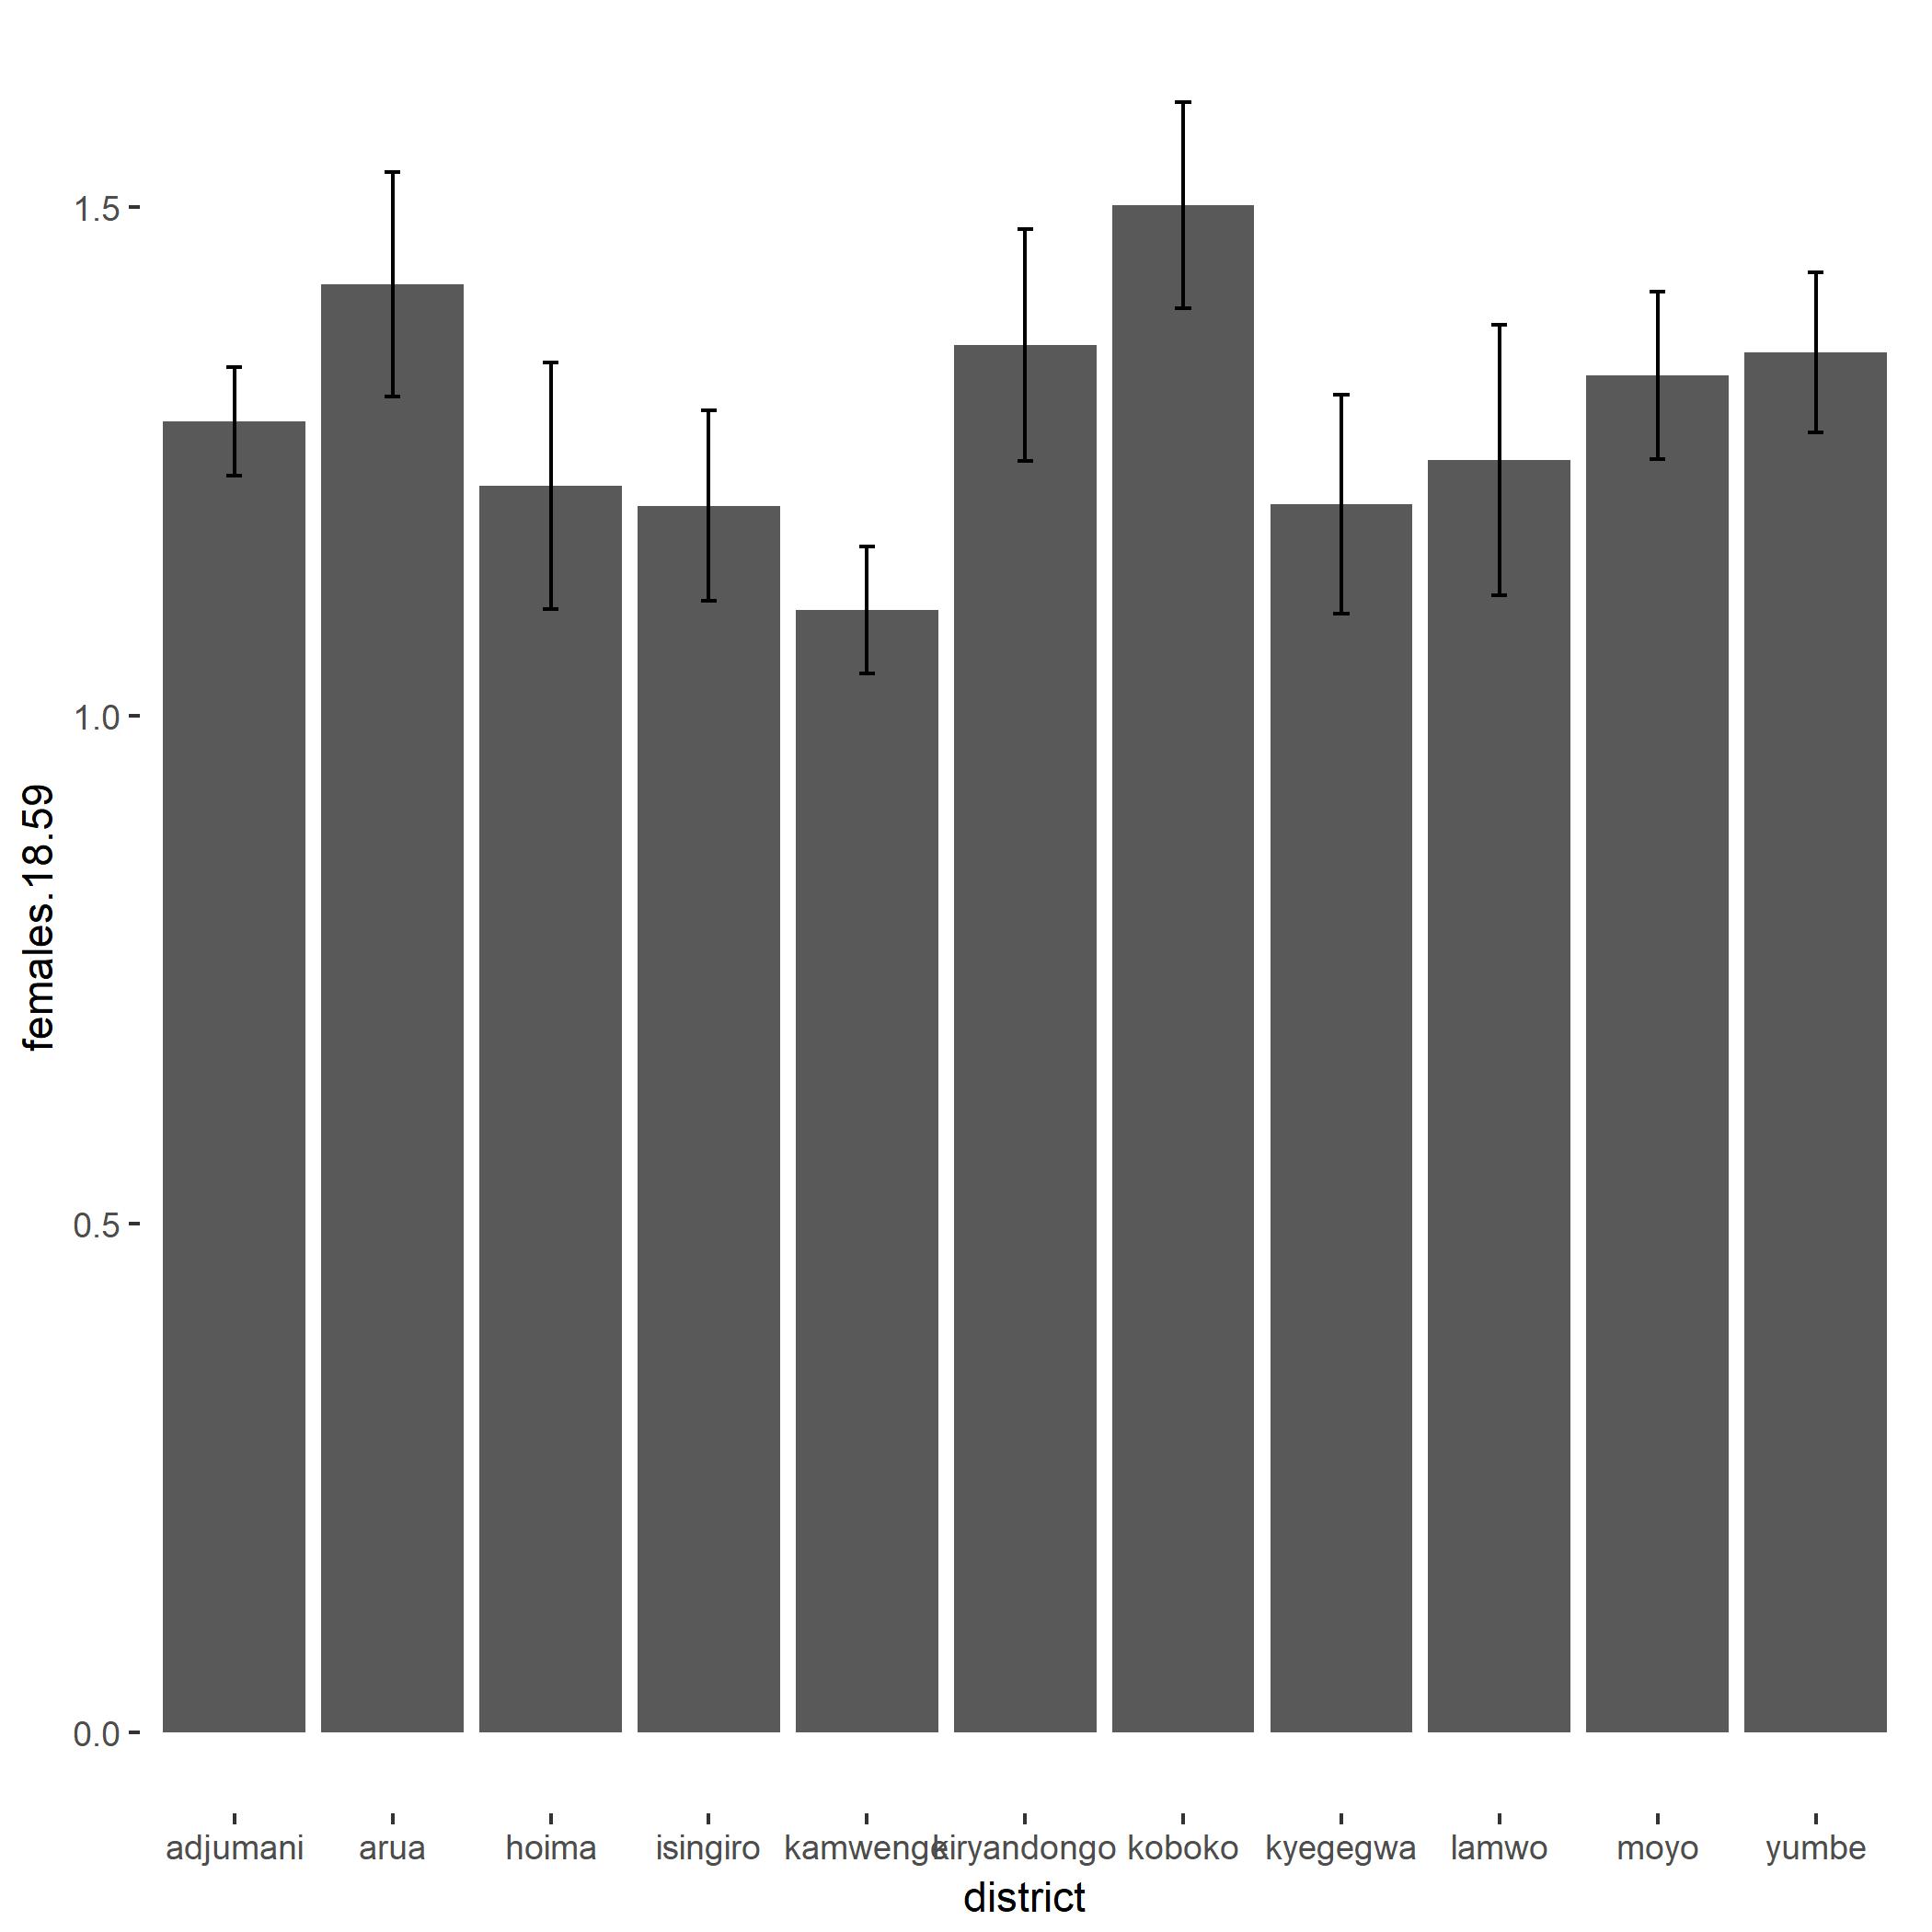 1.5
1.0
0.5
0.0
females.18.59
adjumani arua hoima isingiro kamwenge kiryandongo koboko kyegegwa lamwo moyo yumbe
district